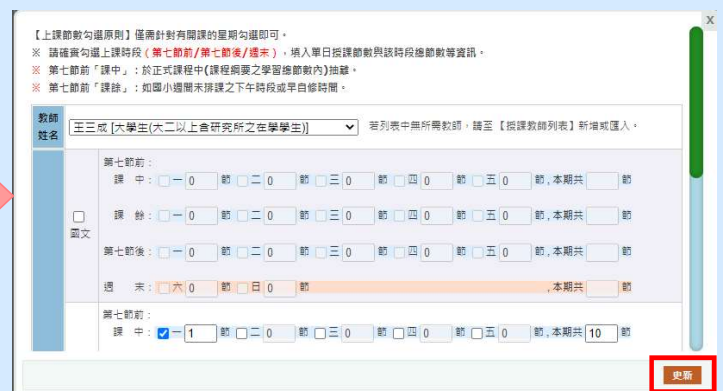 X
【上課節數勾選原則】僅需針對有開課的星期勾選即可。
※ 請確實勾選上課時段(第七節前/第七節後/週末)，填入單日授課節數與該時段總節數等資訊。
※ 第七節前「課中」：於正式課程中(課程綱要之學習總節數內)抽離。
※ 第七節前「課餘」：如國小週間未排課之下午時段或早自修時間。
教師姓名 王三成 [大學生(大二以上含研究所之在學學生)] 若列表中無所需教師，請至【授課教師列表】新增或匯入。
國文
第七節前：
課 中：一 0 節 二 0 節 三 0 節 四 0 節 五 0 節，本期共 節
課 餘：一 0 節 二 0 節 三 0 節 四 0 節 五 0 節，本期共 節
第七節後：一 0 節 二 0 節 三 0 節 四 0 節 五 0 節，本期共 節
週 末：六 0 節 日 0 節 ，本期共 節
第七節前：
課 中：一 1 節 二 0 節 三 0 節 四 0 節 五 0 節，本期共 10 節
更新